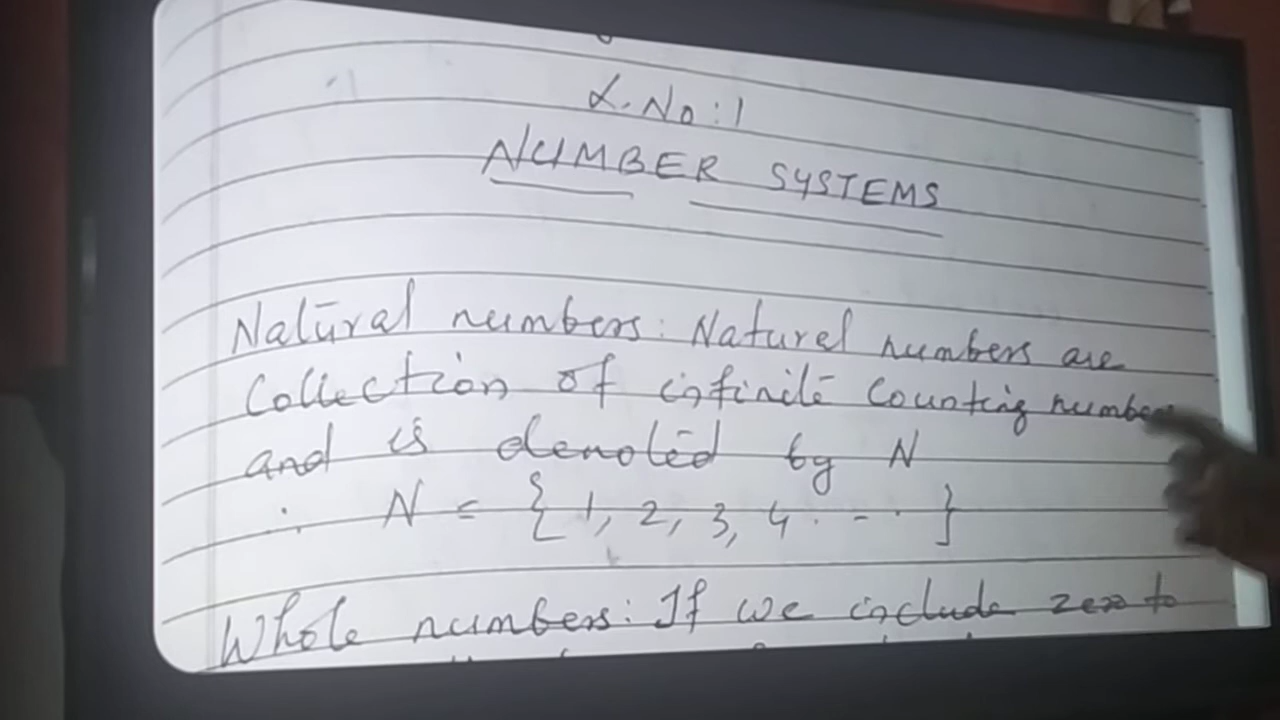 L. No: 1
NUMBER SYSTEMS
Natural numbers: Natural numbers are
Collection of infinite Counting numbers
and is denoted by N
∴ N = { 1, 2, 3, 4 . - . }
Whole numbers: If we include zero to